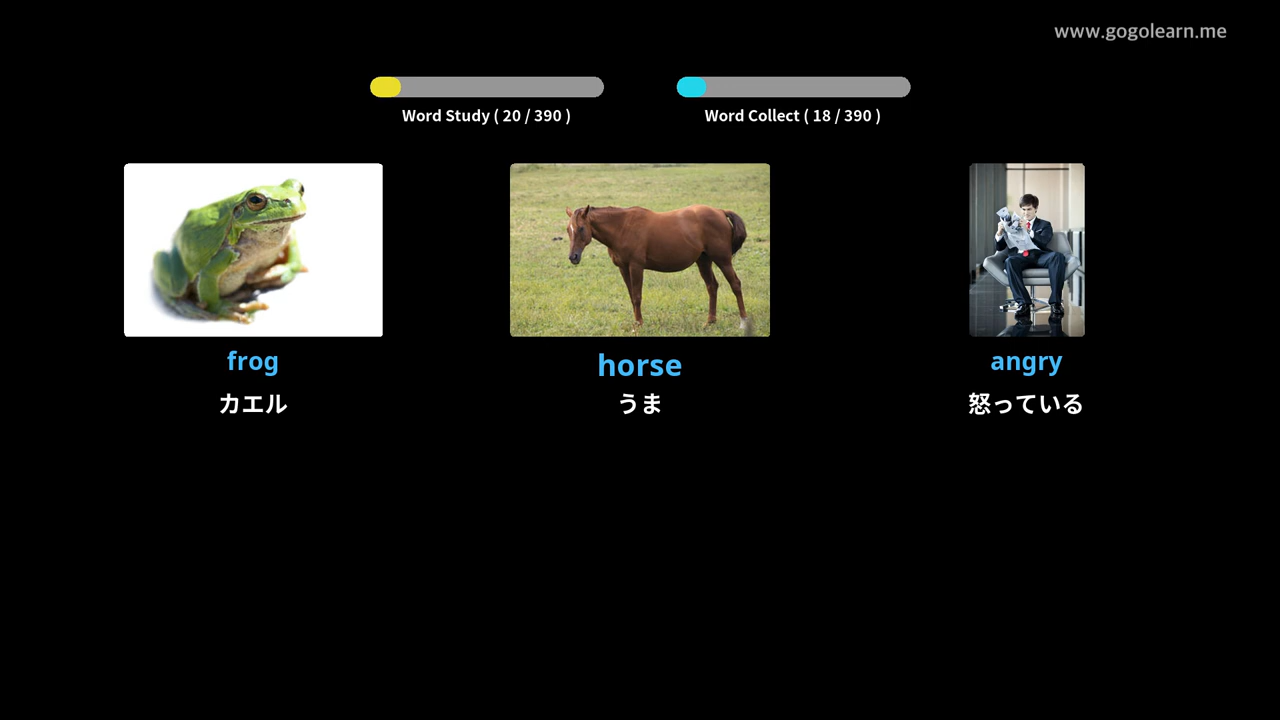 www.gogolearn.me
Word Study ( 20 / 390 )
Word Collect ( 18 / 390 )
frog
horse
angry
カエル
うま
怒っている